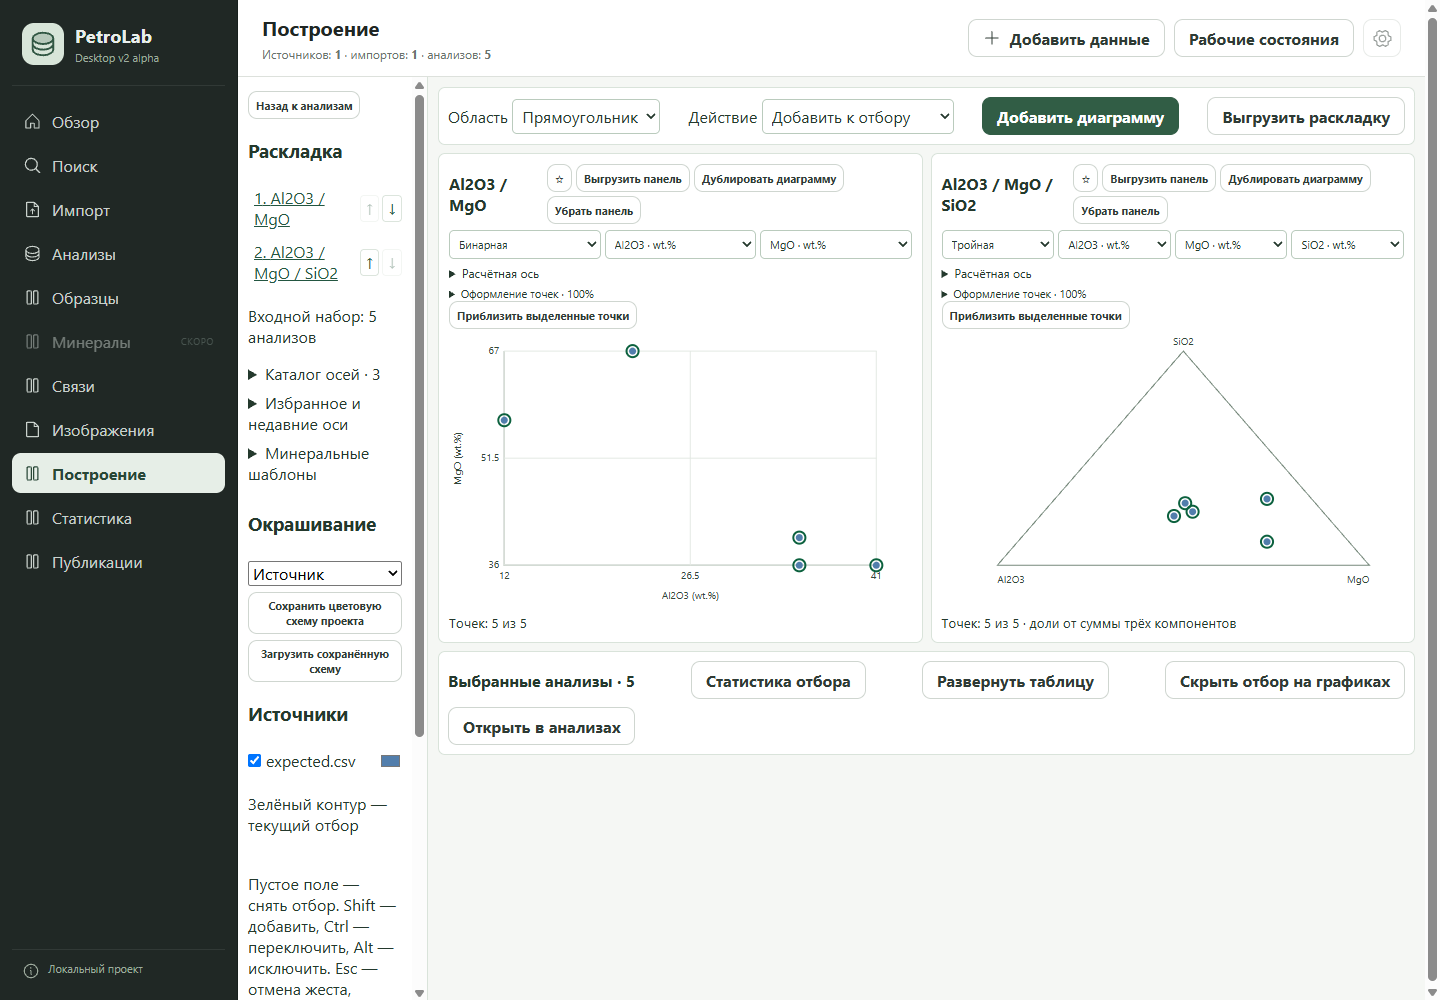 PetroLab
Desktop v2 alpha
Обзор
Поиск
Импорт
Анализы
Образцы
Минералы
СКОРО
Связи
Изображения
Построение
Статистика
Публикации
Локальный проект
Построение
Источников: 1 · импортов: 1 · анализов: 5
Добавить данные
Рабочие состояния
Назад к анализам
Раскладка
1. Al2O3 /
MgO
↑ ↓
2. Al2O3 /
MgO / SiO2
↑ ↓
Входной набор: 5
анализов
Каталог осей · 3
Избранное и
недавние оси
Минеральные
шаблоны
Окрашивание
Источник
Сохранить цветовую
схему проекта
Загрузить сохранённую
схему
Источники
expected.csv
Зелёный контур —
текущий отбор
Пустое поле —
снять отбор. Shift —
добавить, Ctrl —
переключить, Alt —
исключить. Esc —
отмена жеста,
Область Прямоугольник
Действие Добавить к отбору
Добавить диаграмму
Выгрузить раскладку
Al2O3 /
MgO
☆ Выгрузить панель Дублировать диаграмму
Убрать панель
Бинарная Al2O3 · wt.% MgO · wt.%
Расчётная ось
Оформление точек · 100%
Приблизить выделенные точки
67
51.5
36
12 26.5 41
MgO (wt.%)
Al2O3 (wt.%)
Точек: 5 из 5
Al2O3 / MgO /
SiO2
☆ Выгрузить панель Дублировать диаграмму
Убрать панель
Тройная Al2O3 · wt.% MgO · wt.% SiO2 · wt.%
Расчётная ось
Оформление точек · 100%
Приблизить выделенные точки
SiO2
Al2O3 MgO
Точек: 5 из 5 · доли от суммы трёх компонентов
Выбранные анализы · 5
Статистика отбора
Развернуть таблицу
Скрыть отбор на графиках
Открыть в анализах